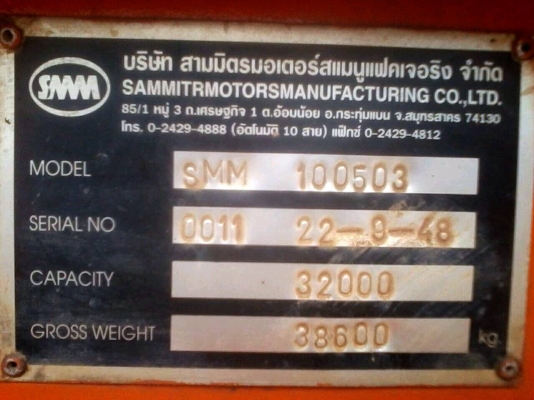 SMM
บริษัท สามมิตรมอเตอร์สแมนูแฟคเจอริง จำกัด
SAMMITRMOTORSMANUFACTURING CO.,LTD.
85/1 หมู่ 3 ถ.เศรษฐกิจ 1 ต.อ้อมน้อย อ.กระทุ่มแบน จ.สมุทรสาคร 74130
โทร. 0-2429-4888 (อัตโนมัติ 10 สาย) แฟ็กซ์ 0-2429-4812
MODEL SMM 100503
SERIAL NO 0011 22-9-48
CAPACITY 32000
GROSS WEIGHT 38600 kg.